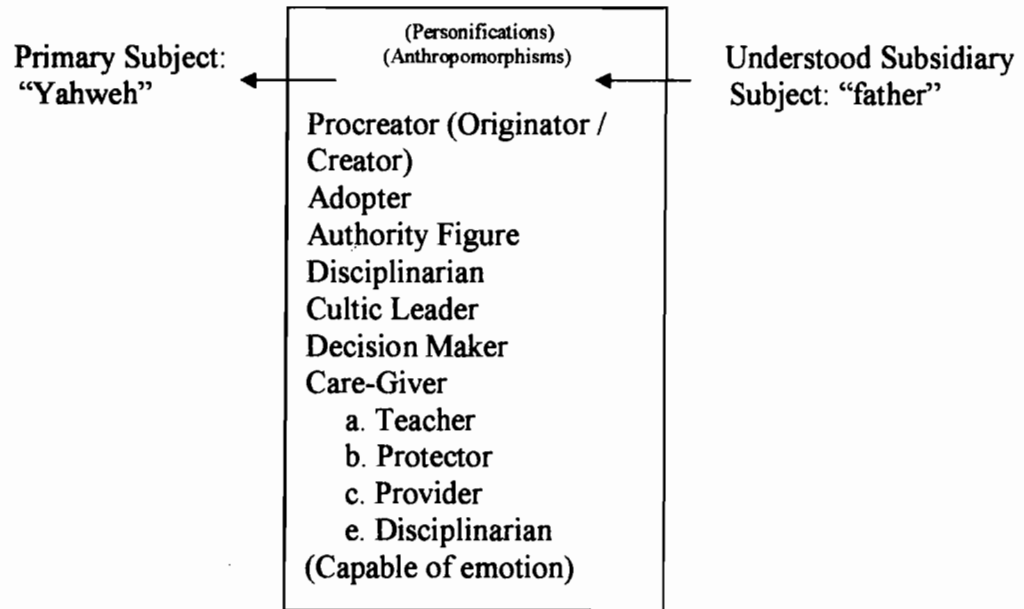 Primary Subject:
"Yahweh"
(Personifications)
(Anthropomorphisms)
Procreator (Originator /
Creator)
Adopter
Authority Figure
Disciplinarian
Cultic Leader
Decision Maker
Care-Giver
a. Teacher
b. Protector
c. Provider
e. Disciplinarian
(Capable of emotion)
Understood Subsidiary
Subject: "father"